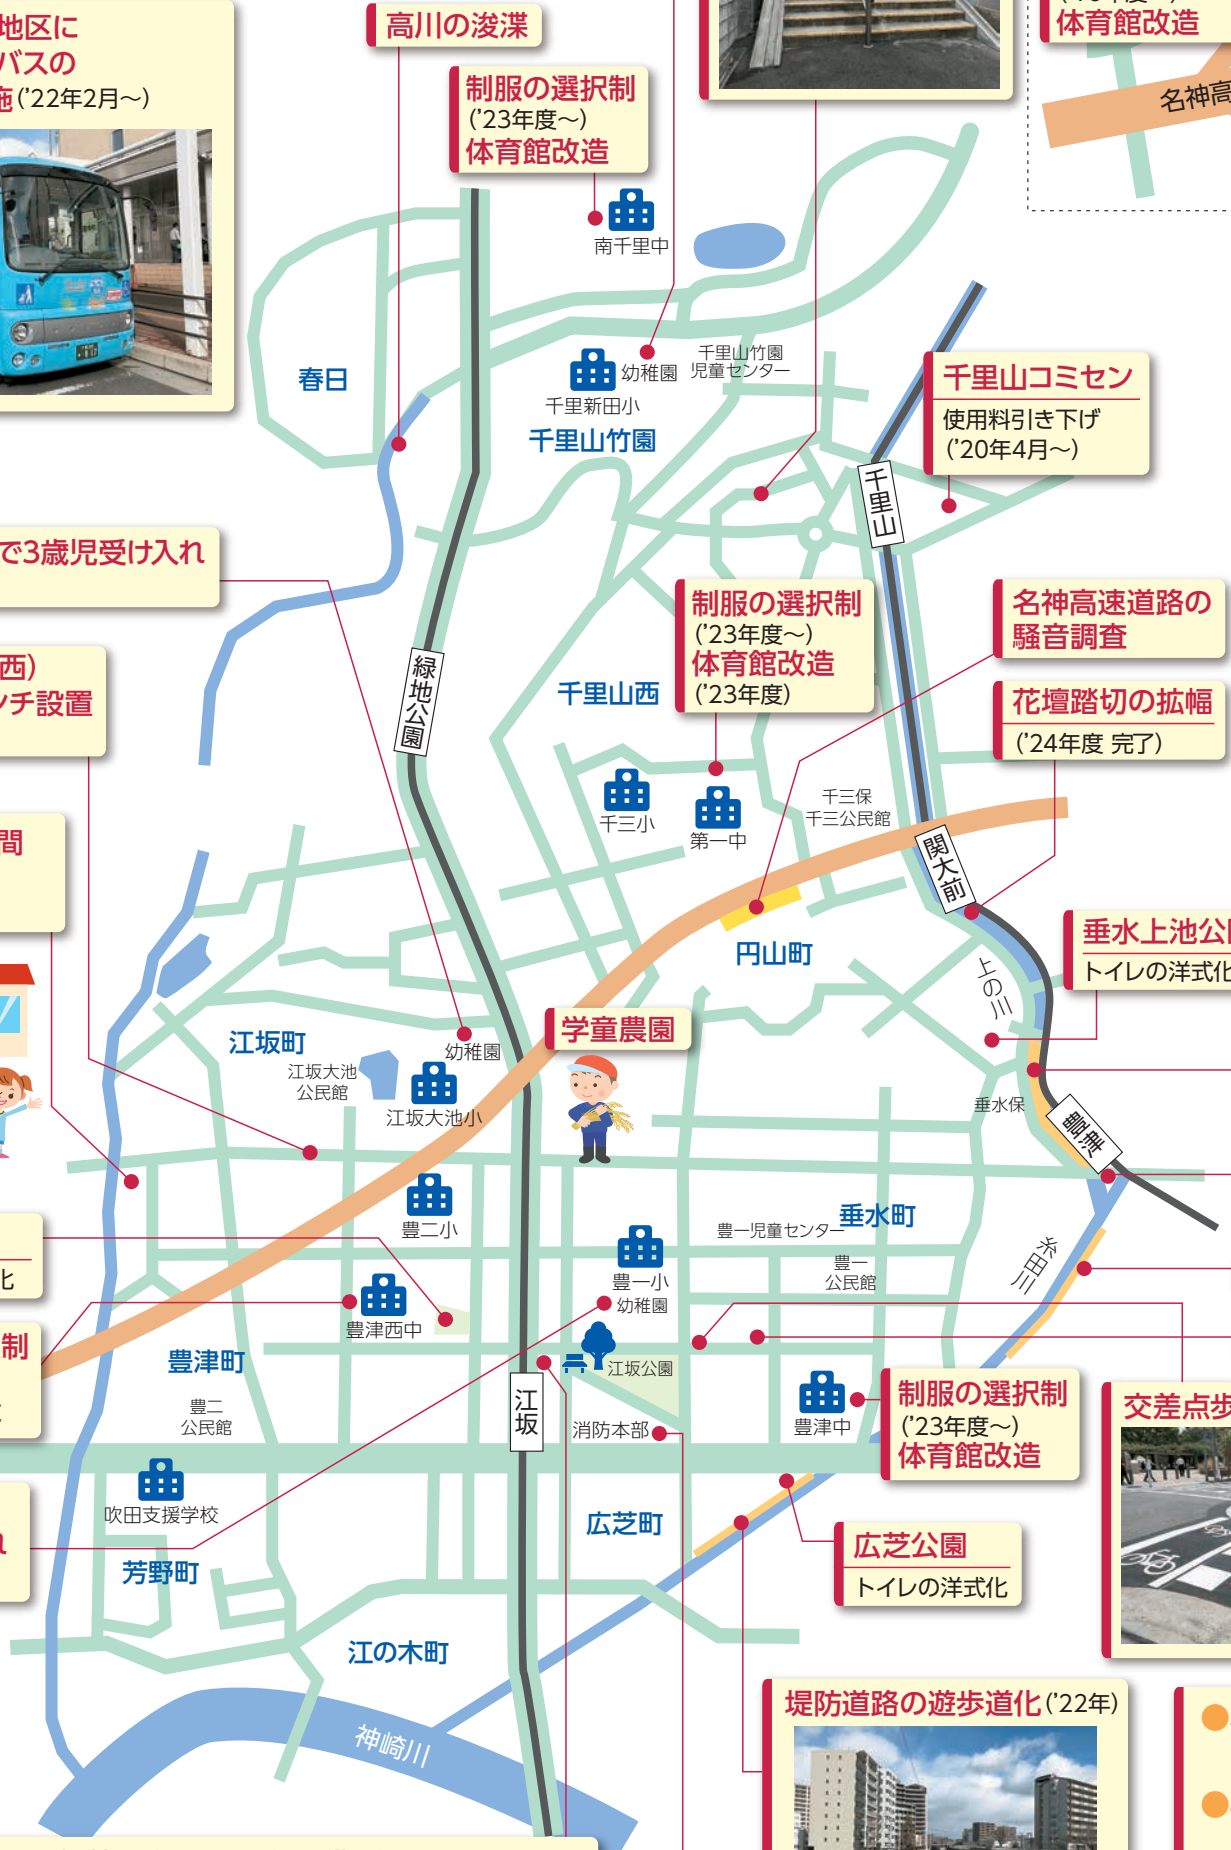 地区に
バスの
施(’22年2月～)
高川の浚渫
制服の選択制
(’23年度～)
体育館改造
体育館改造
名神高
南千里中
千里山竹園
児童センター
幼稚園
千里新田小
千里山竹園
春日
千里山コミセン
使用料引き下げ
(’20年4月～)
千里山
で3歳児受け入れ
西)
ンチ設置
緑地公園
千里山西
制服の選択制
(’23年度～)
体育館改造
(’23年度)
名神高速道路の
騒音調査
花壇踏切の拡幅
(’24年度 完了)
千三小
第一中
千三保
千三公民館
関大前
間
円山町
垂水上池公
トイレの洋式化
上の川
学童農園
江坂町
幼稚園
江坂大池
公民館
江坂大池小
垂水保
豊津
豊二小
豊一児童センター
垂水町
豊一
公民館
糸田川
豊一小
幼稚園
化
豊津西中
制
豊津町
江坂公園
豊二
公民館
江坂
消防本部
豊津中
制服の選択制
(’23年度～)
体育館改造
交差点歩
吹田支援学校
広芝町
芳野町
れ
広芝公園
トイレの洋式化
江の木町
神崎川
堤防道路の遊歩道化(’22年)